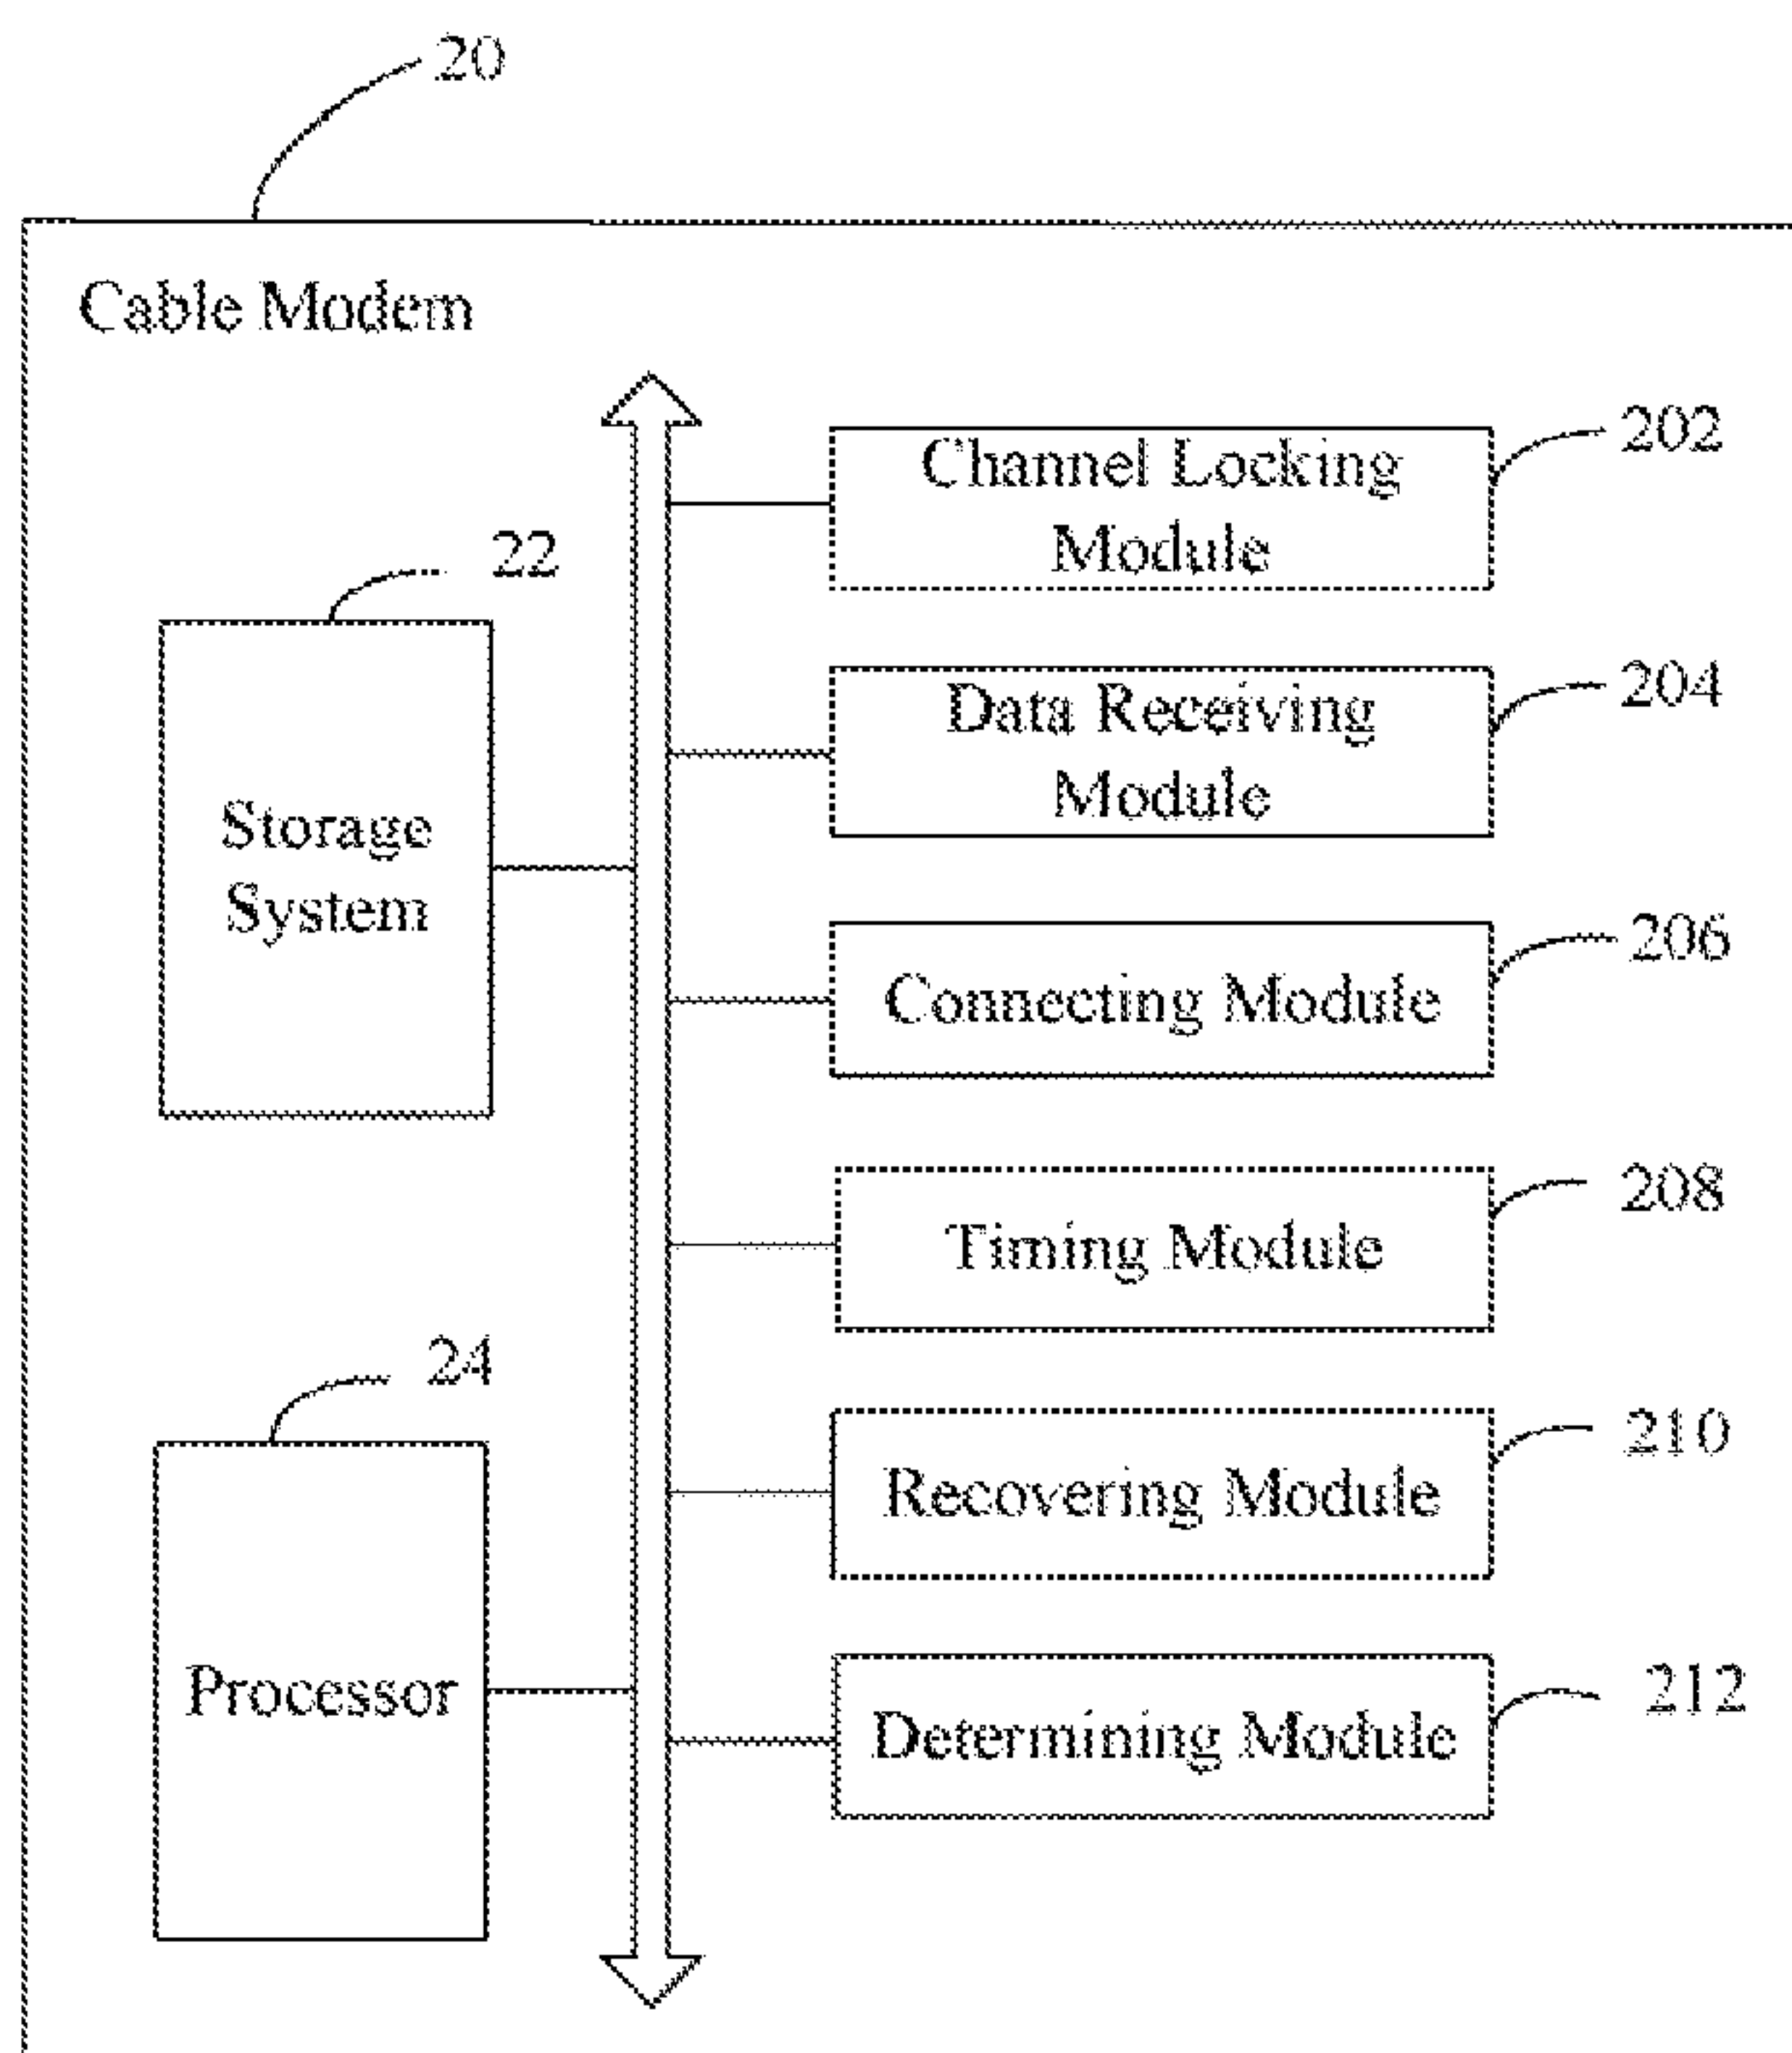 20
Cable Modem
202
Channel Locking
Module
22
204
Data Receiving
Module
Storage
System
206
Connecting Module
208
Timing Module
24
210
Recovering Module
212
Processor
Determining Module